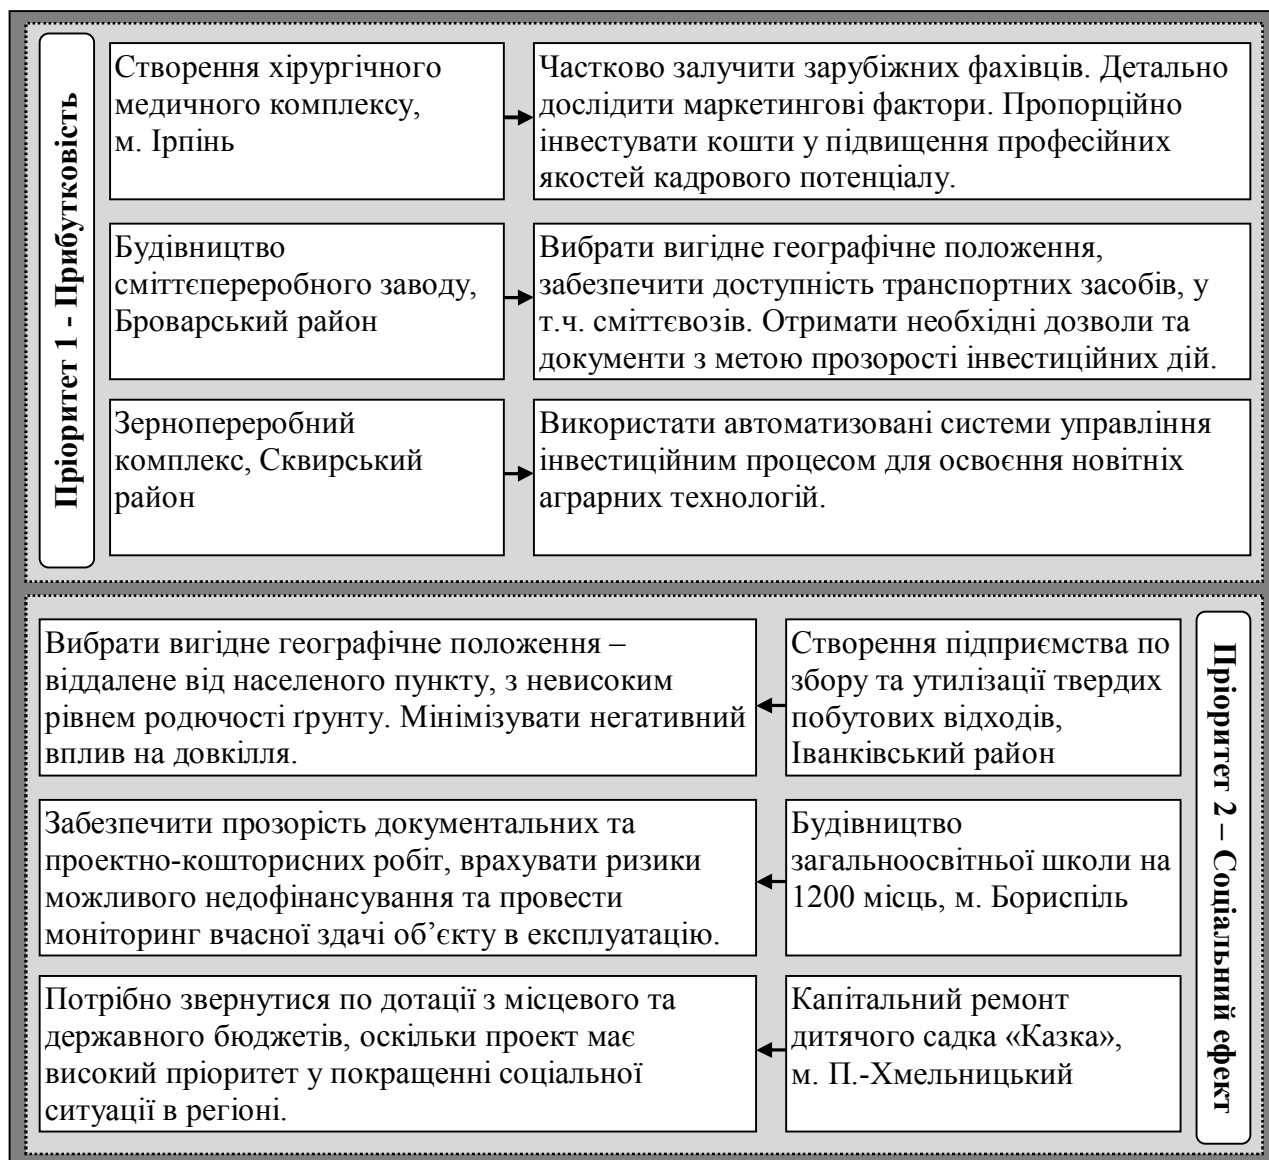 Пріоритет 1 - Прибутковість
Створення хірургічного
медичного комплексу,
м. Ірпінь
Частково залучити зарубіжних фахівців. Детально
дослідити маркетингові фактори. Пропорційно
інвестувати кошти у підвищення професійних
якостей кадрового потенціалу.
Будівництво
сміттєпереробного заводу,
Броварський район
Вибрати вигідне географічне положення,
забезпечити доступність транспортних засобів, у
т.ч. сміттєвозів. Отримати необхідні дозволи та
документи з метою прозорості інвестиційних дій.
Зернопереробний
комплекс, Сквирський
район
Використати автоматизовані системи управління
інвестиційним процесом для освоєння новітніх
аграрних технологій.
Пріоритет 2 – Соціальний ефект
Створення підприємства по
збору та утилізації твердих
побутових відходів,
Іванківський район
Вибрати вигідне географічне положення –
віддалене від населеного пункту, з невисоким
рівнем родючості ґрунту. Мінімізувати негативний
вплив на довкілля.
Будівництво
загальноосвітньої школи на
1200 місць, м. Бориспіль
Забезпечити прозорість документальних та
проектно-кошторисних робіт, врахувати ризики
можливого недофінансування та провести
моніторинг вчасної здачі об’єкту в експлуатацію.
Капітальний ремонт
дитячого садка «Казка»,
м. П.-Хмельницький
Потрібно звернутися по дотації з місцевого та
державного бюджетів, оскільки проект має
високий пріоритет у покращенні соціальної
ситуації в регіоні.